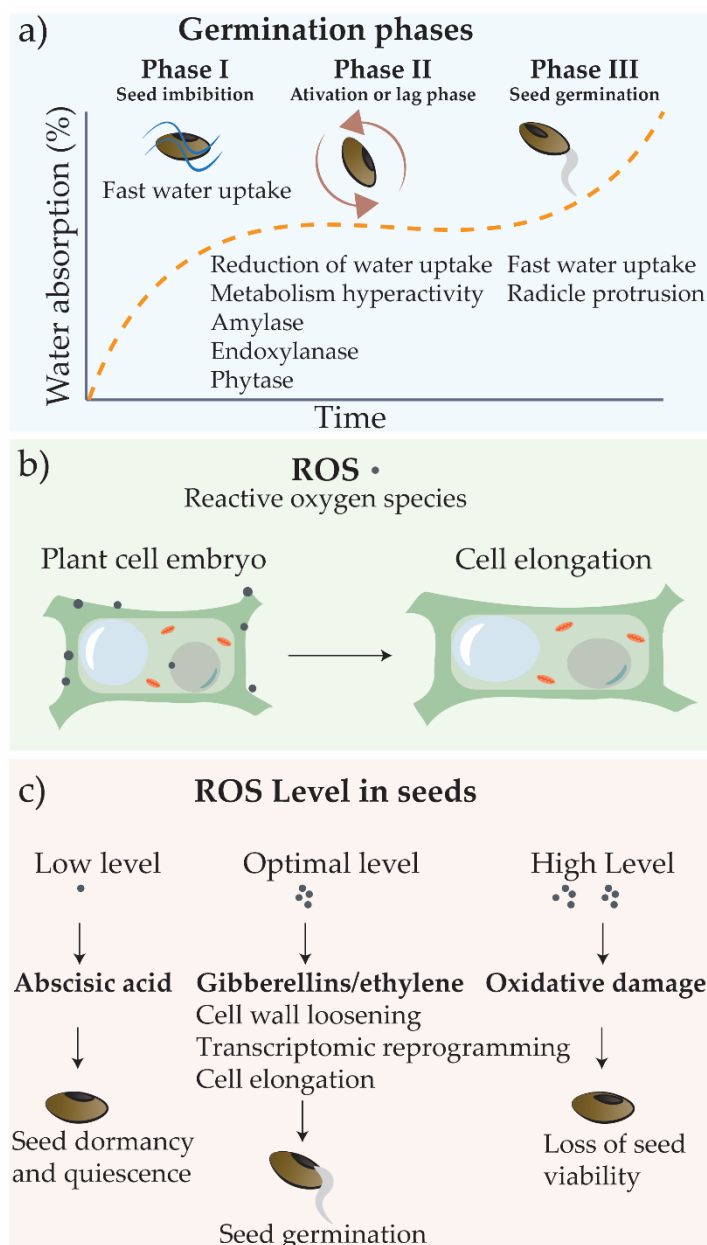 a)
Germination phases
Phase I
Seed imbibition
Phase II
Ativation or lag phase
Phase III
Seed germination
Fast water uptake
Water absorption (%)
Reduction of water uptake
Metabolism hyperactivity
Amylase
Endoxylanase
Phytase
Fast water uptake
Radicle protrusion
Time
b)
ROS
Reactive oxygen species
Plant cell embryo
Cell elongation
c)
ROS Level in seeds
Low level
Optimal level
High Level
Abscisic acid
Gibberellins/ethylene
Cell wall loosening
Transcriptomic reprogramming
Cell elongation
Oxidative damage
Seed dormancy
and quiescence
Seed germination
Loss of seed
viability